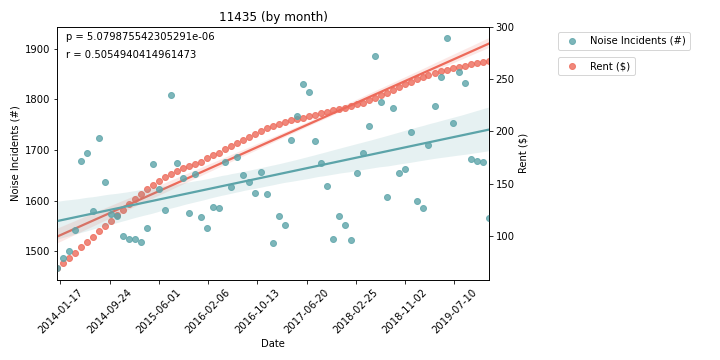 11435 (by month)
p = 5.079875542305291e-06
r = 0.5054940414961473
Noise Incidents (#)
1900
1800
1700
1600
1500
300
250
200
150
100
Rent ($)
2014-01-17
2014-09-24
2015-06-01
2016-02-06
2016-10-13
2017-06-20
2018-02-25
2018-11-02
2019-07-10
Date
Noise Incidents (#)
Rent ($)